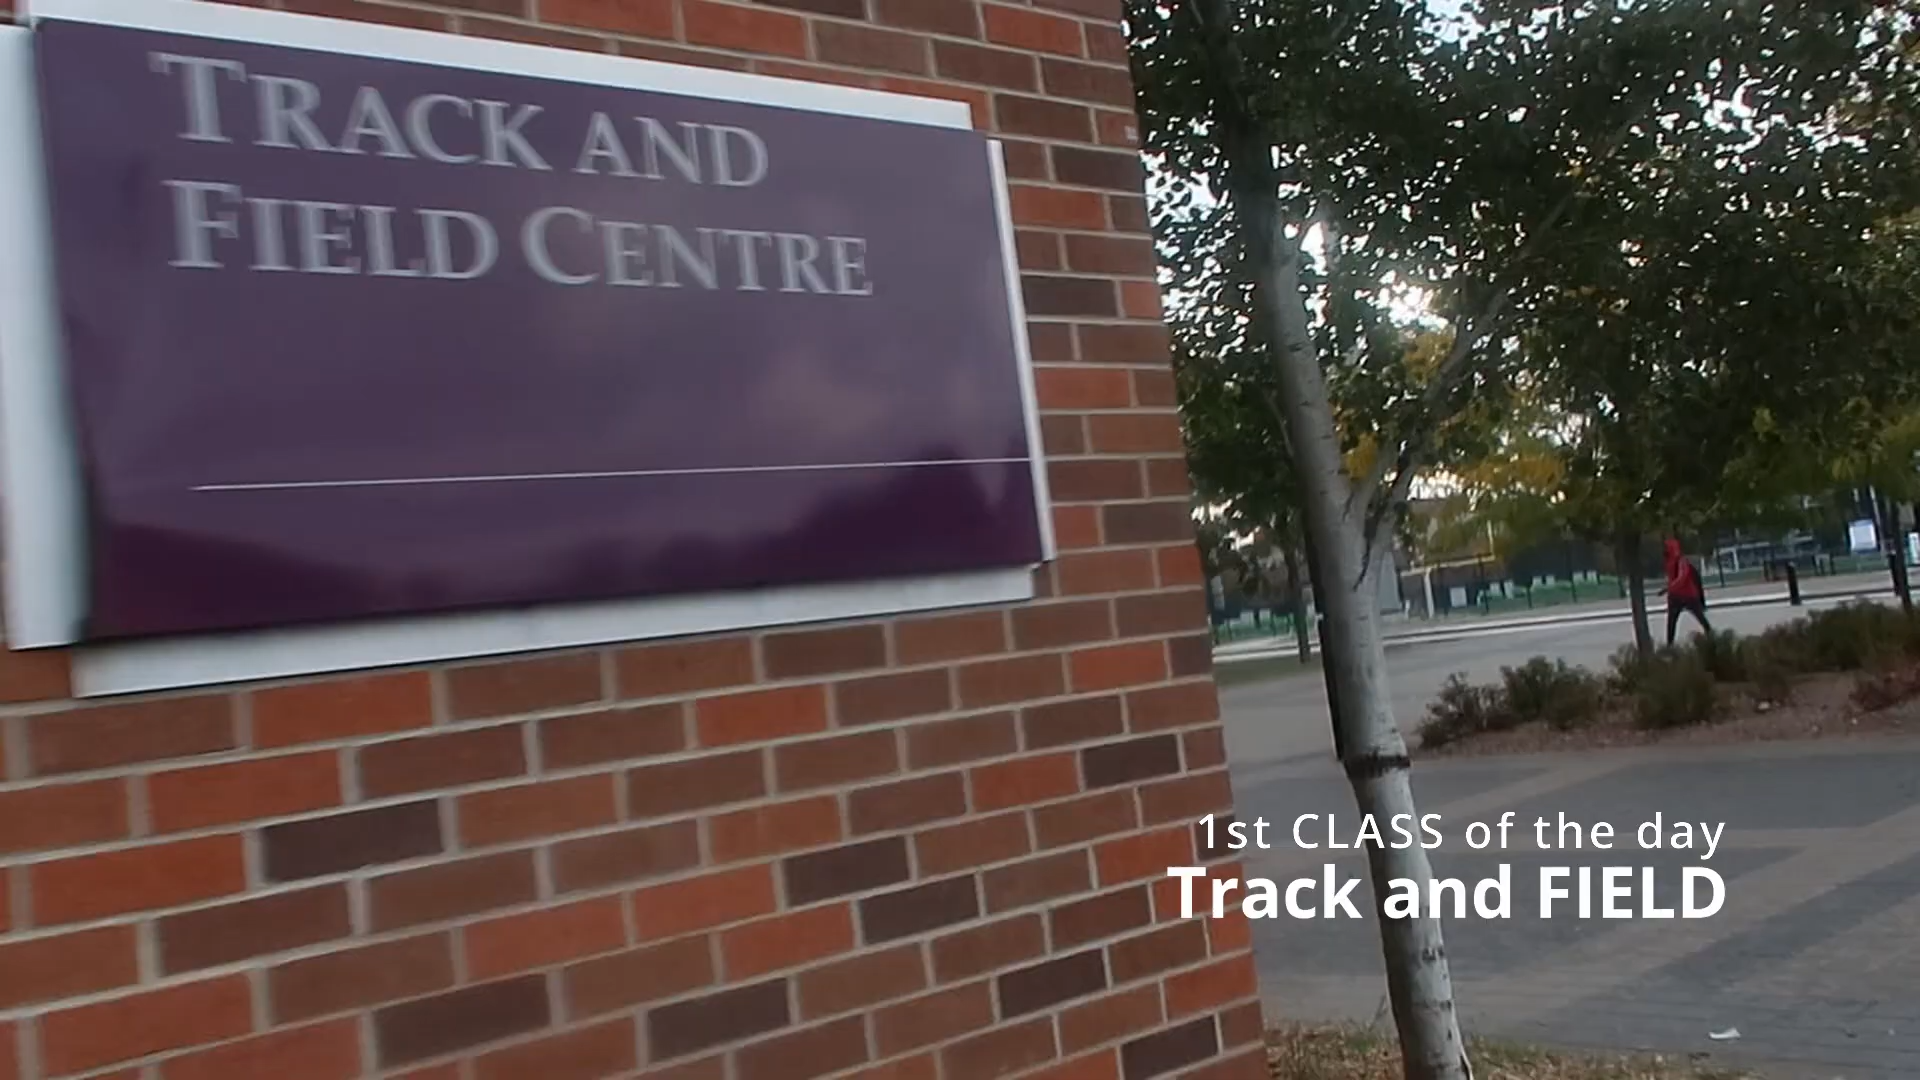 TRACK AND
FIELD CENTRE
1st CLASS of the day
Track and FIELD